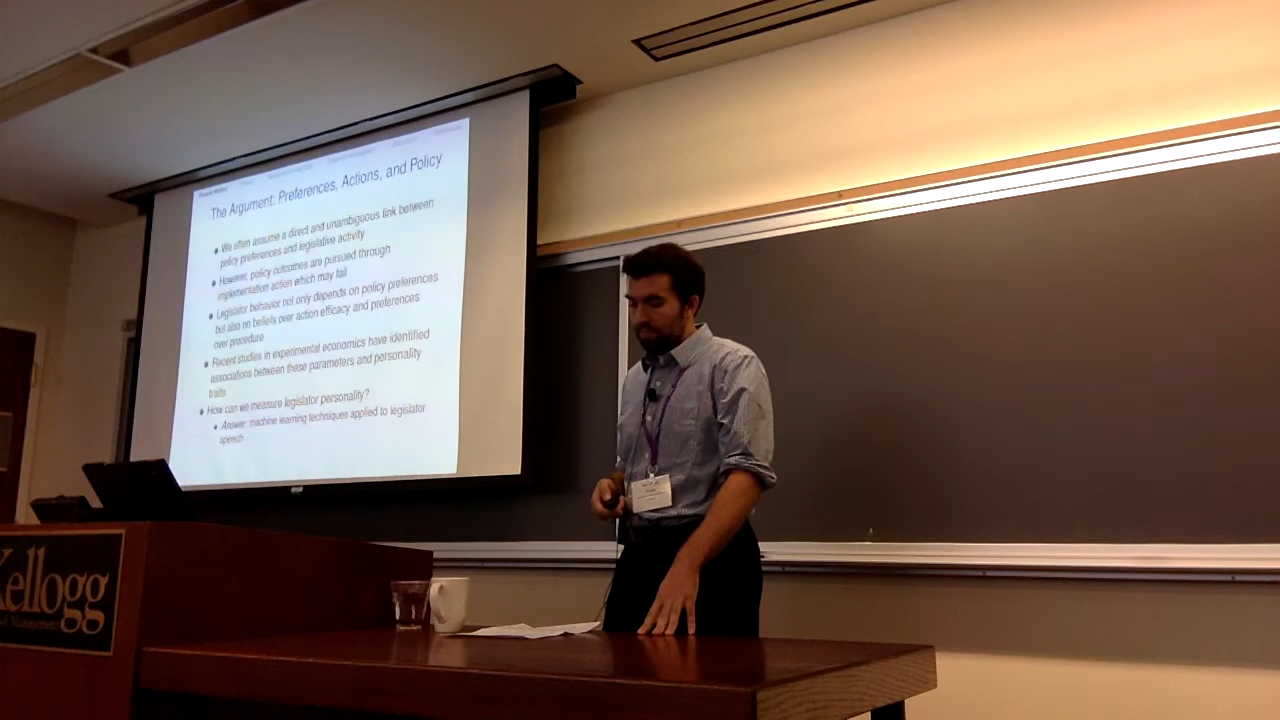 The Argument: Preferences, Actions, and Policy
We often assume a direct and unambiguous link between
policy preferences and legislative activity
However, policy outcomes are pursued through
implementation action which may fail
Legislator behavior not only depends on policy preferences
but also on beliefs over action efficacy and preferences
over procedure
Recent studies in experimental economics have identified
associations between these parameters and personality
traits
How can we measure legislator personality?
Answer: machine learning techniques applied to legislator
speech
Kellogg
of Management